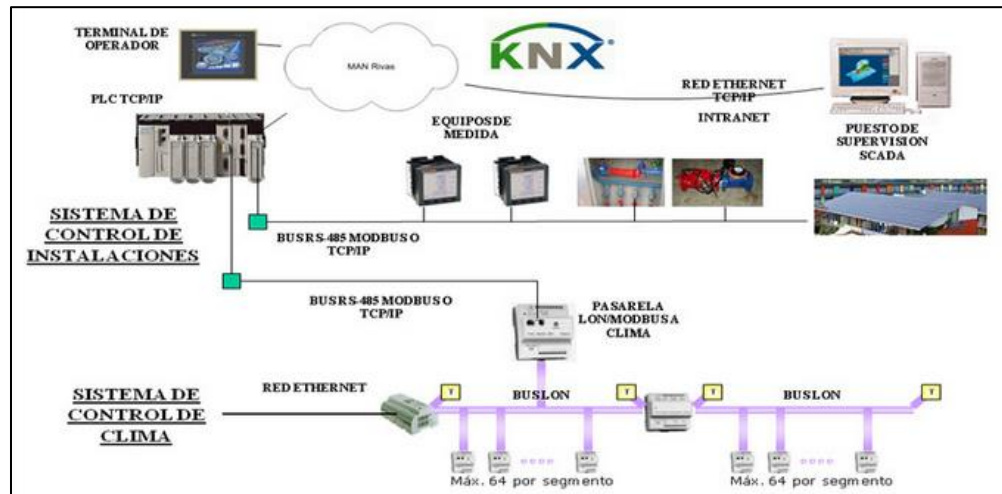 TERMINAL DE
OPERADOR
MAN Rivas
KNX
PLC TCP/IP
EQUIPOS DE
MEDIDA
RED ETHERNET
TCP/IP
INTRANET
PUESTO DE
SUPERVISION
SCADA
SISTEMA DE
CONTROL DE
INSTALACIONES
BUS RS-485 MODBUS O
TCP/IP
BUS RS-485 MODBUS O
TCP/IP
PASARELA
LON/MODBUS A
CLIMA
SISTEMA DE
CONTROL DE
CLIMA
RED ETHERNET
T
BUS LON
T
T
BUS LON
T
Máx. 64 por segmento
Máx. 64 por segmento